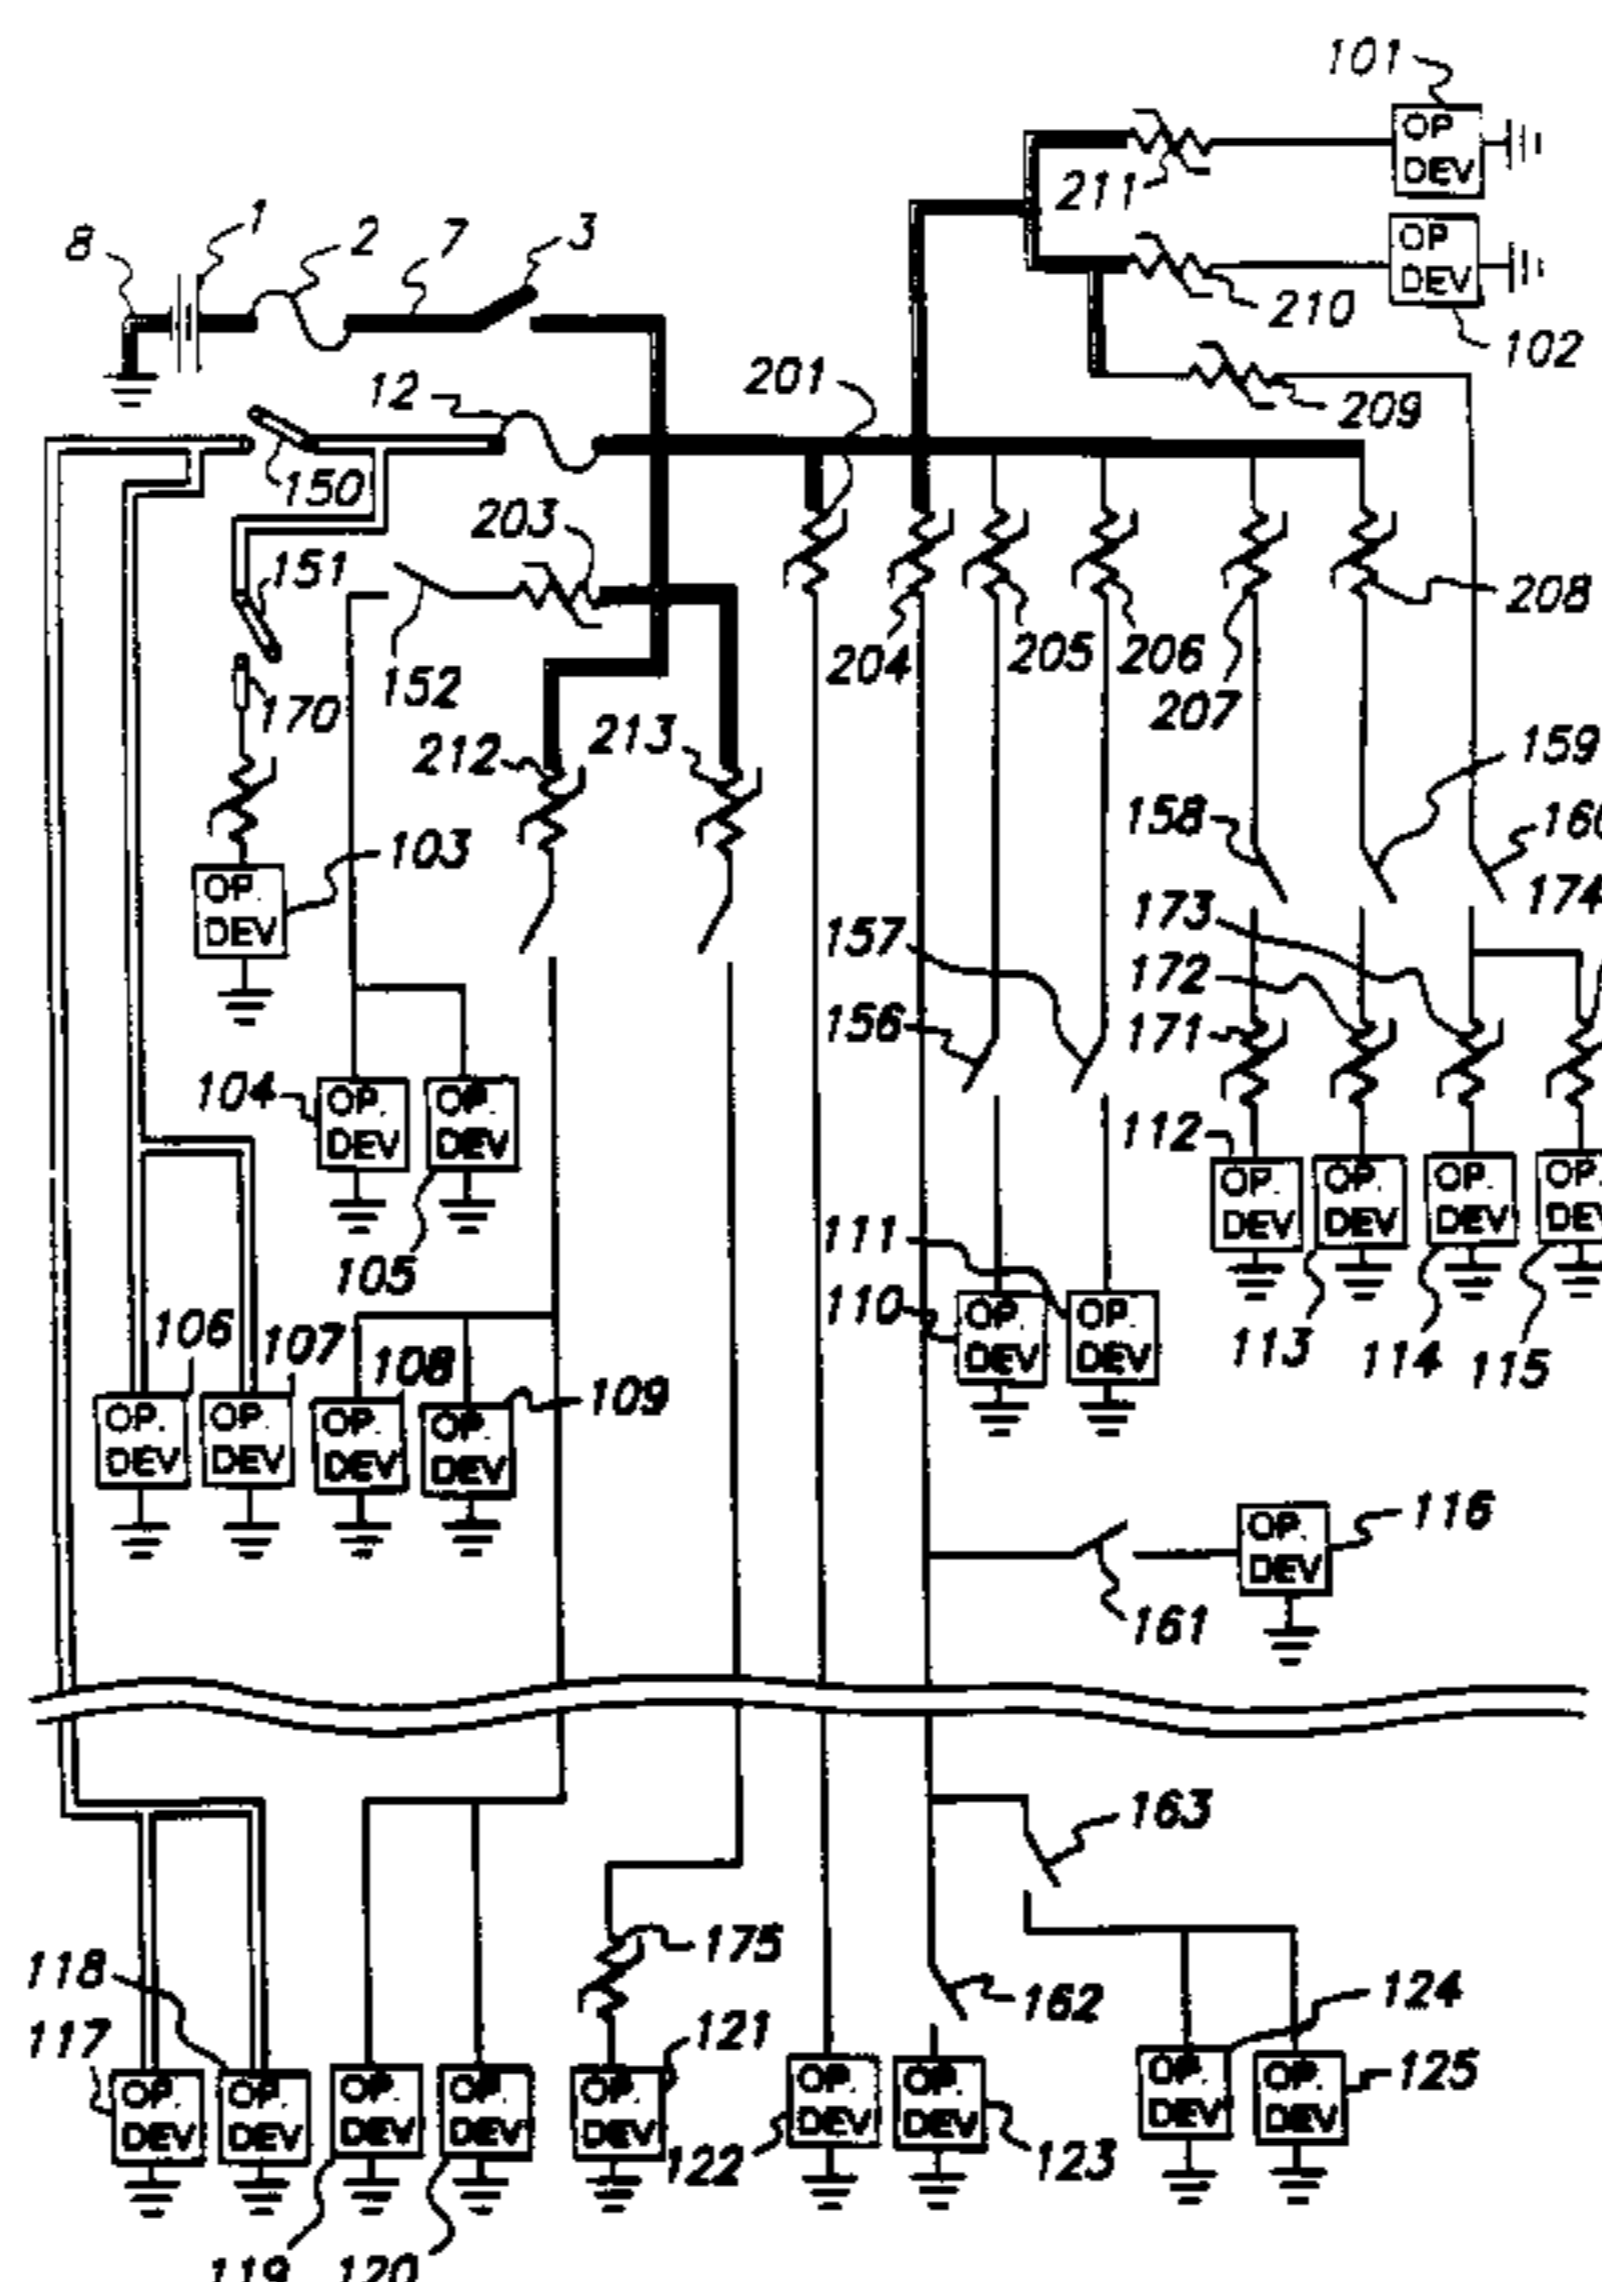 101
OP
DEV
211
8
1
2
7
3
OP
DEV
210
102
12
201
209
150
203
151
208
204
205
206
152
170
207
212
213
159
158
103
OP.
DEV
173
174
157
172
156
171
104
OP.
DEV
OP.
DEV
112
OP.
DEV
OP.
DEV
OP.
DEV
OP.
105
111
110
OP.
DEV
OP.
DEV
106
107
108
109
113
114
115
OP.
DEV
OP.
DEV
OP.
DEV
OP.
DEV
116
OP.
DEV
161
163
175
118
162
124
117
121
125
OP.
DEV
OP.
DEV
OP.
DEV
OP.
DEV
OP.
DEV
OP.
DEV
OP.
DEV
OP.
DEV
OP.
DEV
122
123
119
120